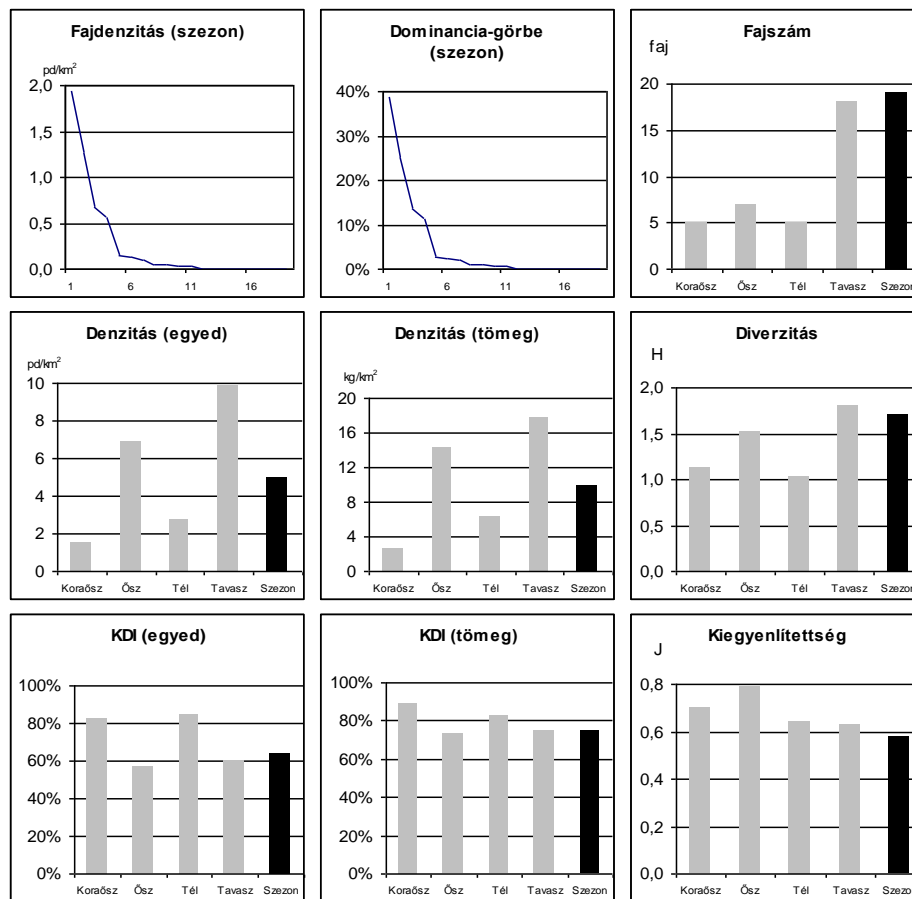 Fajdenzitás (szezon)
pd/km²
2,0
1,5
1,0
0,5
0,0
1 6 11 16
Dominancia-görbe
(szezon)
40%
30%
20%
10%
0%
1 6 11 16
Fajszám
faj
20
15
10
5
0
Koraősz Ősz Tél Tavasz Szezon
Denzitás (egyed)
pd/km²
10
8
6
4
2
0
Koraősz Ősz Tél Tavasz Szezon
Denzitás (tömeg)
kg/km²
20
16
12
8
4
0
Koraősz Ősz Tél Tavasz Szezon
Diverzitás
H
2,0
1,5
1,0
0,5
0,0
Koraősz Ősz Tél Tavasz Szezon
KDI (egyed)
100%
80%
60%
40%
20%
0%
Koraősz Ősz Tél Tavasz Szezon
KDI (tömeg)
100%
80%
60%
40%
20%
0%
Koraősz Ősz Tél Tavasz Szezon
Kiegyenlítettség
J
0,8
0,6
0,4
0,2
0,0
Koraősz Ősz Tél Tavasz Szezon